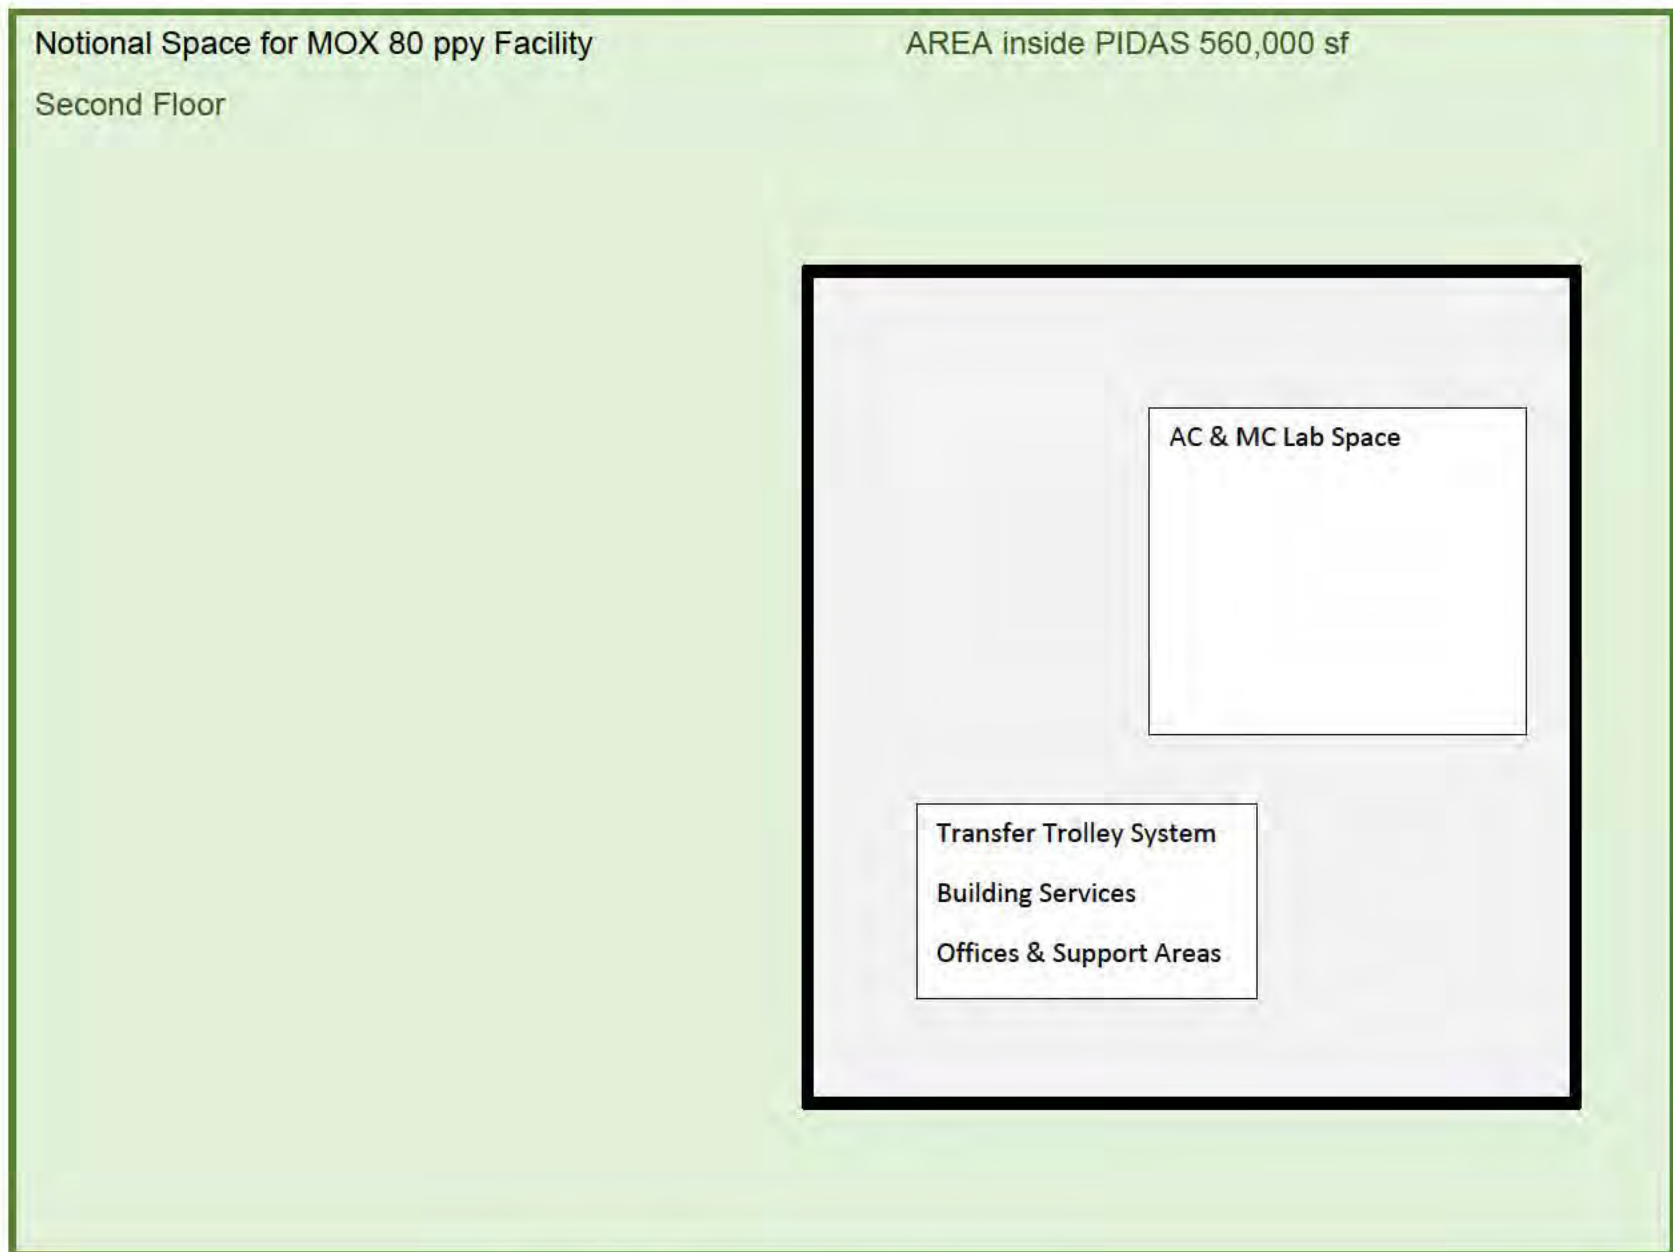 Notional Space for MOX 80 ppy Facility
AREA inside PIDAS 560,000 sf
Second Floor
AC & MC Lab Space
Transfer Trolley System
Building Services
Offices & Support Areas